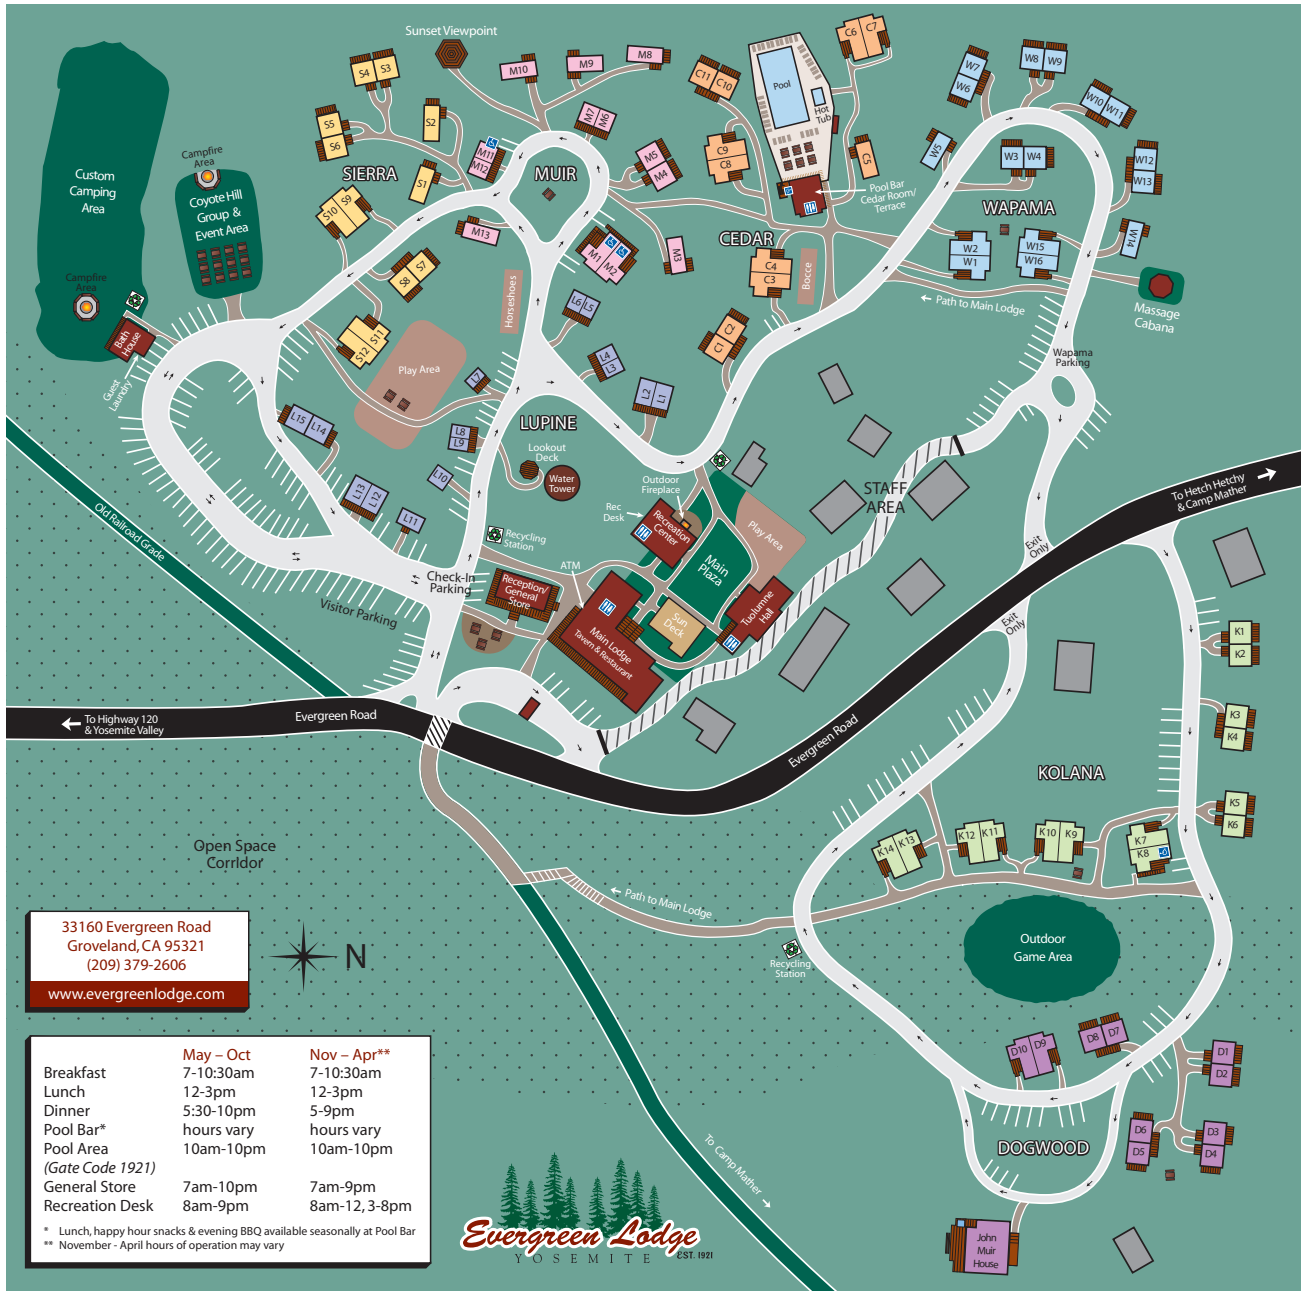 Sunset Viewpoint
S4 S3
M10
M9
M8
C6 C7
C11 C10
Pool
Hot
Tub
W7
W6
W8 W9
W10 W11
S5
S6
S2
M7
M6
M11
M12
M5
M4
C9
C8
C5
W5
W3 W4
W12
W13
Campfire
Area
Custom
Camping
Area
Coyote Hill
Group &
Event Area
SIERRA
MUIR
S1
S10 S9
M13
M1
M2
M3
CEDAR
Pool Bar
Cedar Room/
Terrace
WAPAMA
W2
W1
W15
W16
W14
S8 S7
C4
C3
Bocce
Horseshoes
L6 L5
Path to Main Lodge
Massage
Cabana
Campfire
Area
Bath
House
Guest
Laundry
S12 S11
Play Area
L7
L4
L3
C1 C2
Wapama
Parking
L2 L1
L15 L14
L8
L9
LUPINE
Lookout
Deck
Water
Tower
L10
L13 L12
L11
Outdoor
Fireplace
Rec
Desk
Recreation
Center
Play Area
Main
Plaza
STAFF
AREA
To Hetch Hetchy
& Camp Mather
Old Railroad Grade
Recycling
Station
ATM
Check-In
Parking
Reception/
General
Store
Visitor Parking
Sun
Deck
Tuolumne
Hall
Main Lodge
Tavern & Restaurant
Exit
Only
Exit
Only
K1
K2
K3
K4
To Highway 120
& Yosemite Valley
Evergreen Road
Evergreen Road
KOLANA
K5
K6
K14 K13
K12 K11
K10 K9
K7
K8
Open Space
Corridor
Path to Main Lodge
Outdoor
Game Area
Recycling
Station
33160 Evergreen Road
Groveland, CA 95321
(209) 379-2606
www.evergreenlodge.com
N
D10 D9
D8 D7
D1
D2
D6
D5
D3
D4
DOGWOOD
John
Muir
House
To Camp Mather
May – Oct Nov – Apr**
Breakfast 7-10:30am 7-10:30am
Lunch 12-3pm 12-3pm
Dinner 5:30-10pm 5-9pm
Pool Bar* hours vary hours vary
Pool Area 10am-10pm 10am-10pm
(Gate Code 1921)
General Store 7am-10pm 7am-9pm
Recreation Desk 8am-9pm 8am-12, 3-8pm
* Lunch, happy hour snacks & evening BBQ available seasonally at Pool Bar
** November - April hours of operation may vary
Evergreen Lodge
YOSEMITE EST. 1921